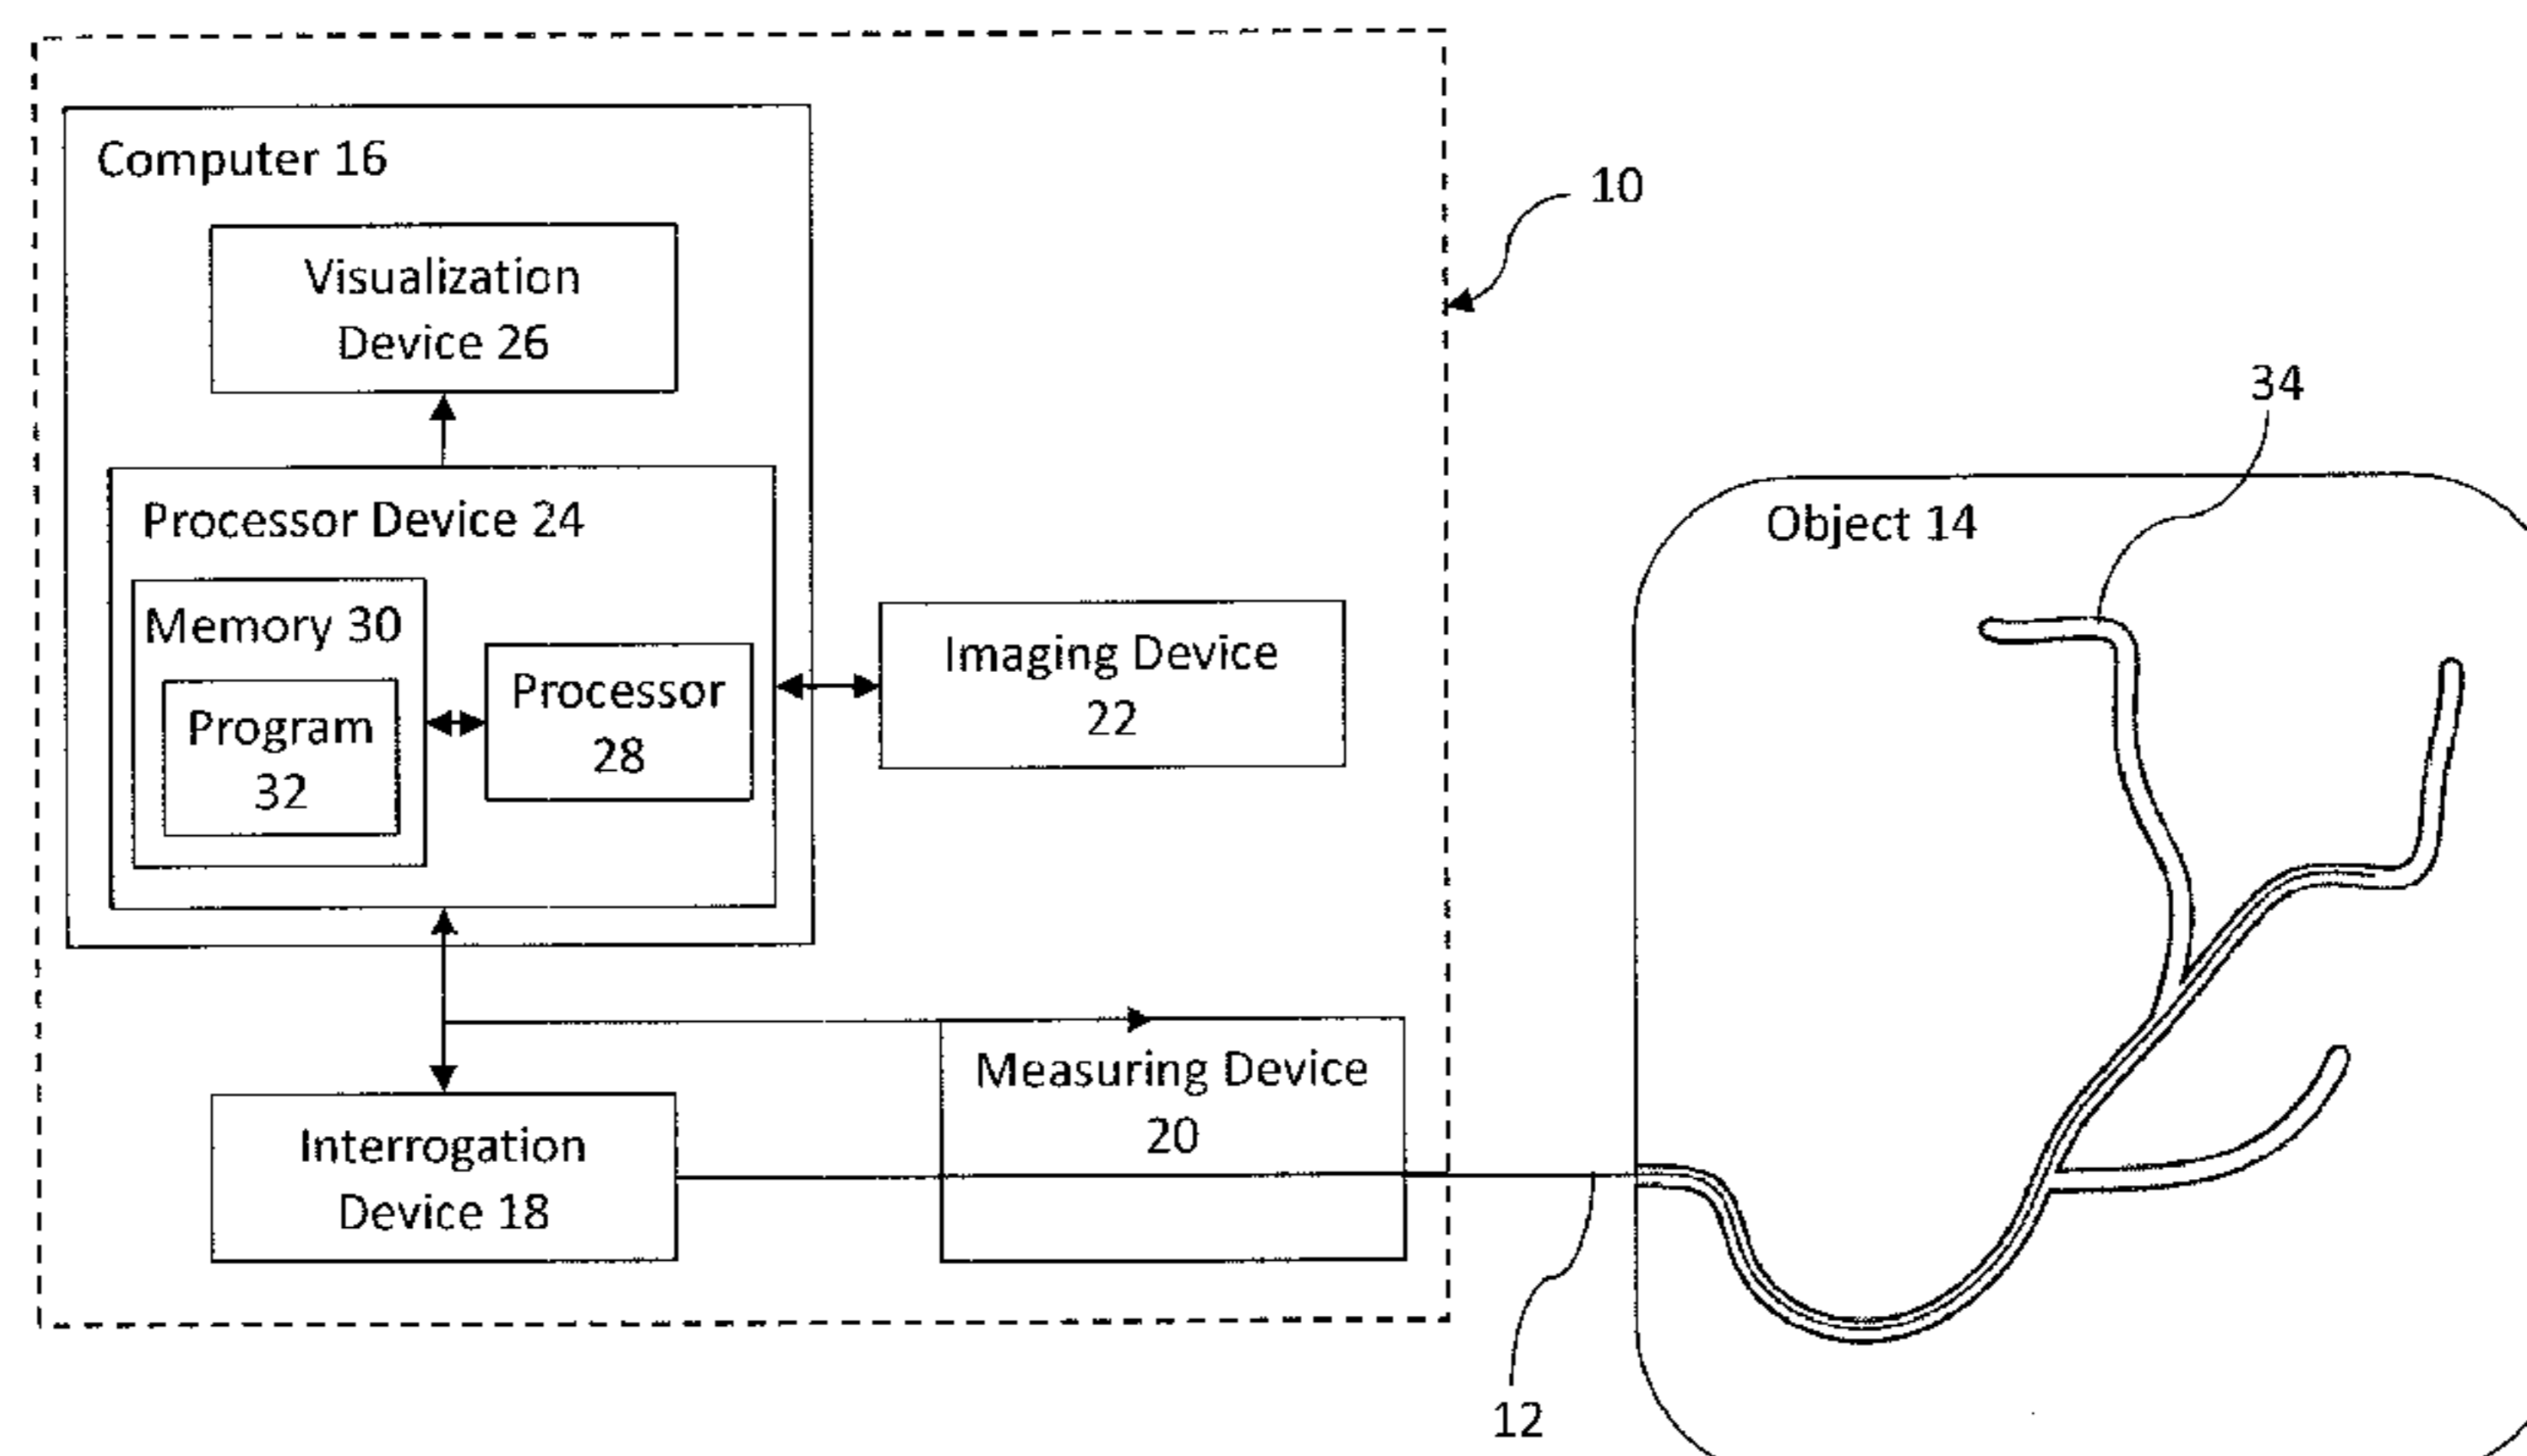 Computer 16
Visualization
Device 26
Processor Device 24
Memory 30
Program
32
Processor
28
Imaging Device
22
Interrogation
Device 18
Measuring Device
20
10
12
Object 14
34